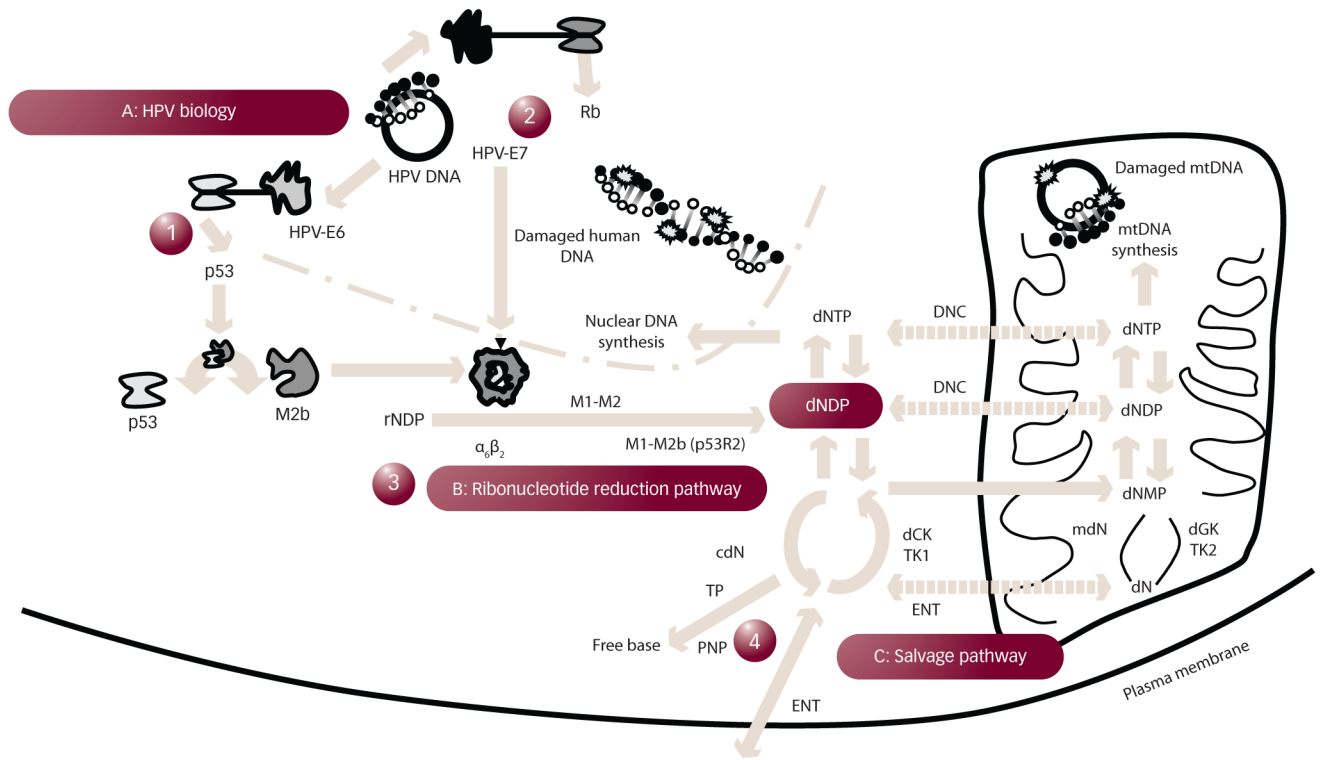 A: HPV biology
2
Rb
HPV-E7
HPV DNA
HPV-E6
1
p53
Damaged human
DNA
Damaged mtDNA
mtDNA
synthesis
Nuclear DNA
synthesis
dNTP
DNC
dNTP
p53
M2b
rNDP
M1-M2
dNDP
DNC
dNDP
α6β2
M1-M2b (p53R2)
3
B: Ribonucleotide reduction pathway
dNMP
cdN
dCK
TK1
mdN
dGK
TK2
TP
ENT
dN
Free base
PNP
4
C: Salvage pathway
ENT
Plasma membrane